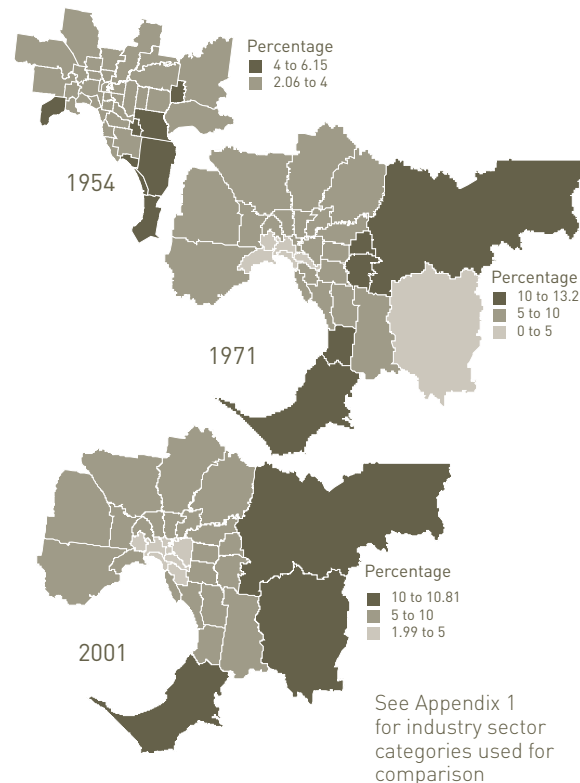 Percentage
4 to 6.15
2.06 to 4
1954
Percentage
10 to 13.2
5 to 10
0 to 5
1971
Percentage
10 to 10.81
5 to 10
1.99 to 5
2001
See Appendix 1
for industry sector
categories used for
comparison